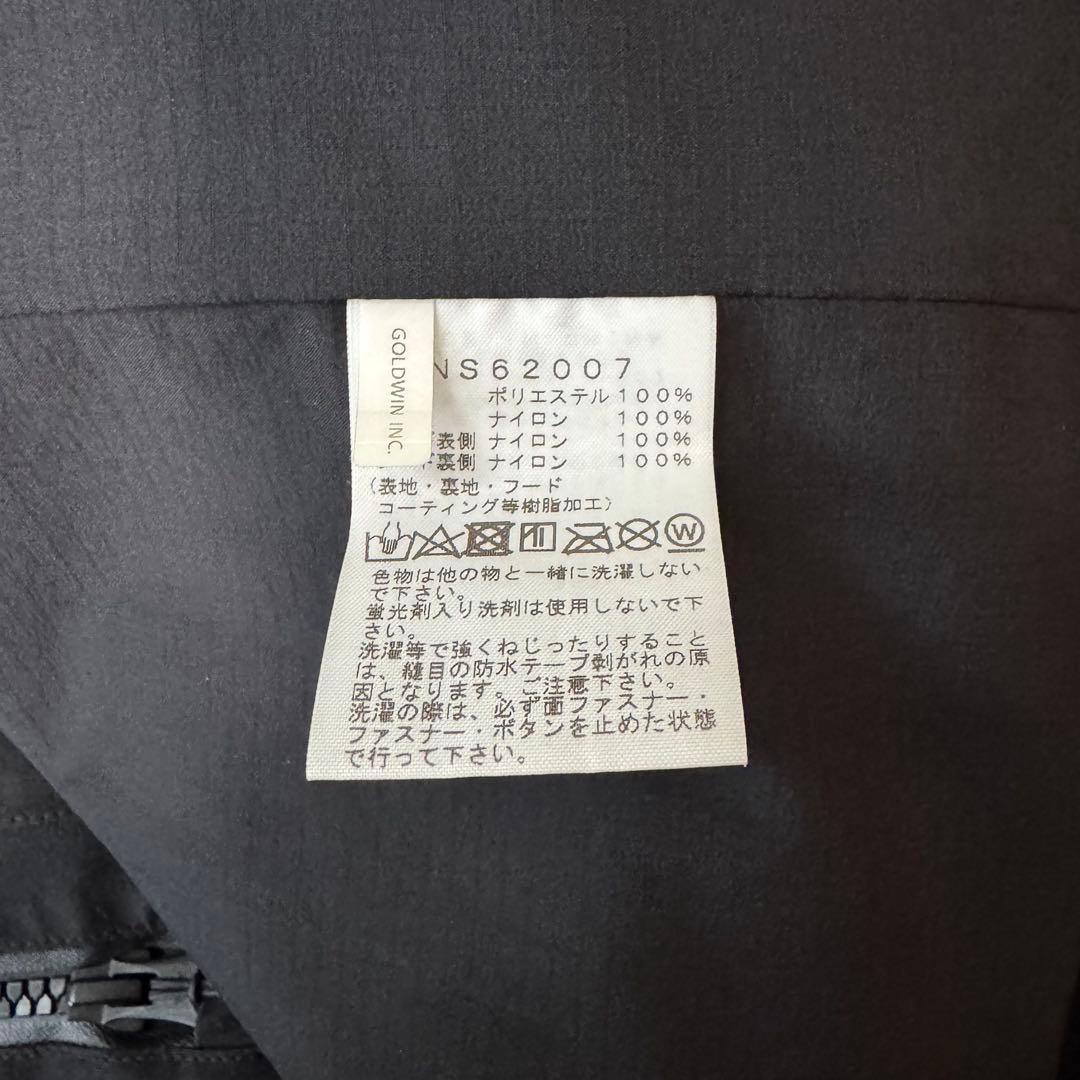 GOLDWIN INC.
NS62007
ポリエステル 100%
ナイロン 100%
表側 ナイロン 100%
裏側 ナイロン 100%
(表地・裏地・フード
コーティング等樹脂加工)
W
色物は他の物と一緒に洗濯しない
で下さい。
蛍光剤入り洗剤は使用しないで下
さい。
洗濯等で強くねじったりすること
は、縫目の防水テープ剥がれの原
因となります。ご注意下さい。
洗濯の際は、必ず面ファスナー・
ファスナー・ボタンを止めた状態
で行って下さい。